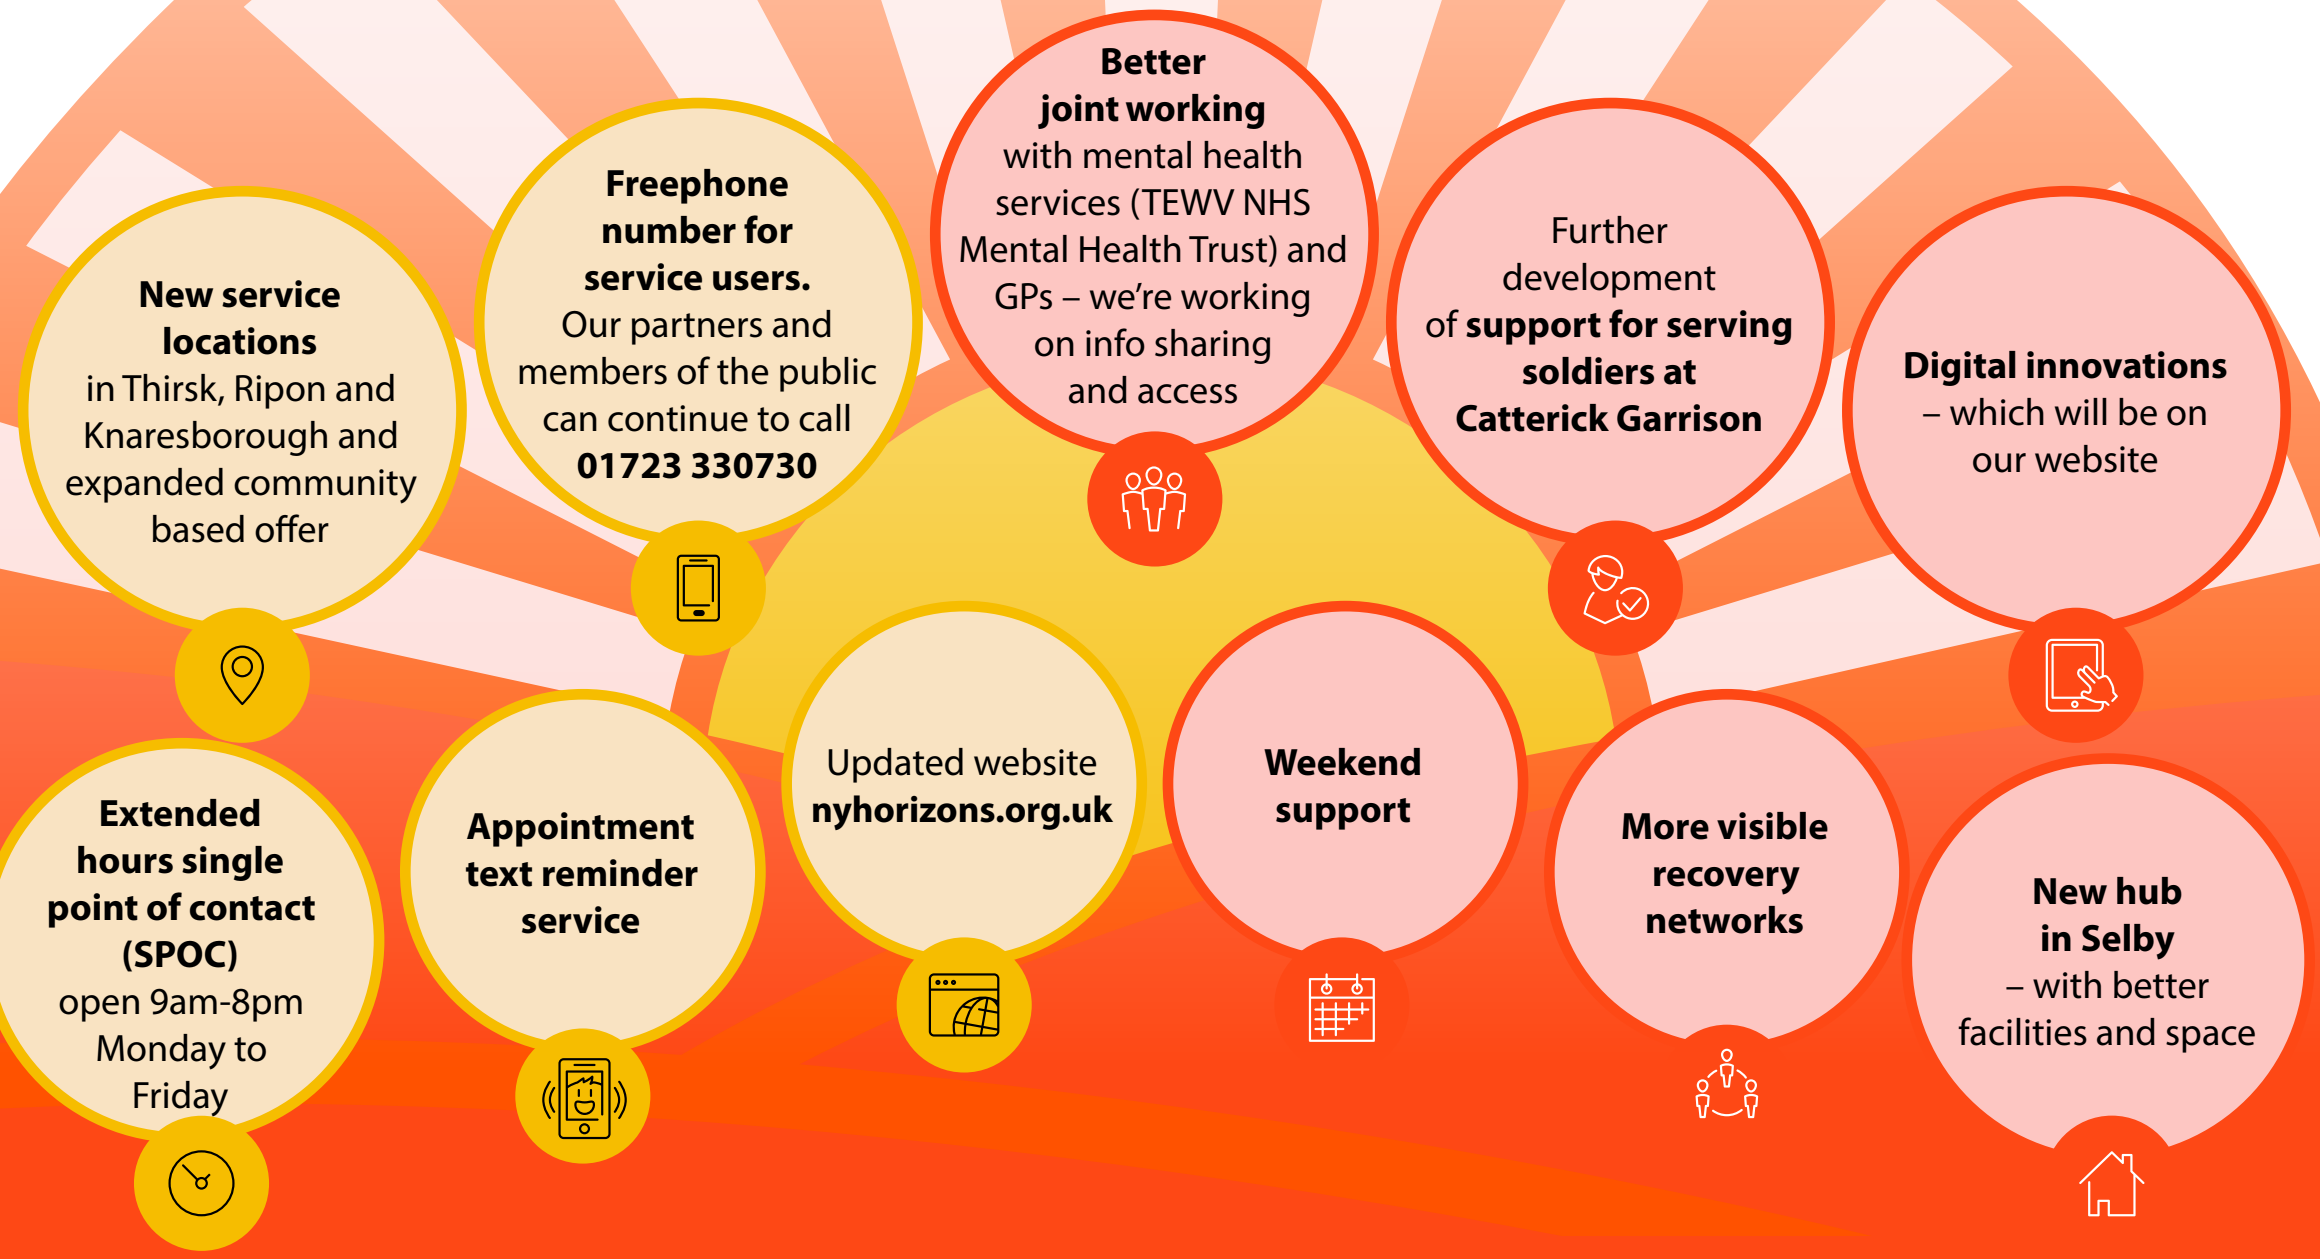 New service
locations
in Thirsk, Ripon and
Knaresborough and
expanded community
based offer
Freephone
number for
service users.
Our partners and
members of the public
can continue to call
01723 330730
Better
joint working
with mental health
services (TEWV NHS
Mental Health Trust) and
GPs – we’re working
on info sharing
and access
Further
development
of support for serving
soldiers at
Catterick Garrison
Digital innovations
– which will be on
our website
Extended
hours single
point of contact
(SPOC)
open 9am-8pm
Monday to
Friday
Appointment
text reminder
service
Updated website
nyhorizons.org.uk
Weekend
support
More visible
recovery
networks
New hub
in Selby
– with better
facilities and space